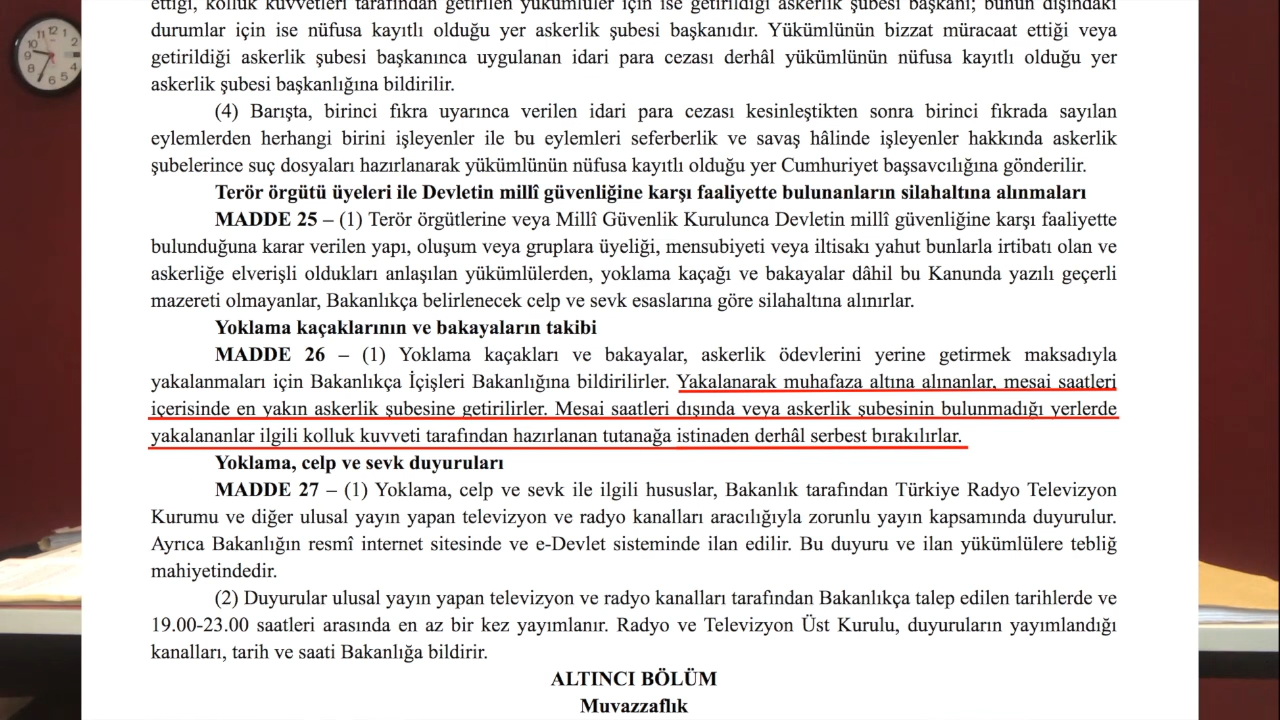 ettiği, kolluk kuvvetleri tarafından getirilen yükümlüler için ise getirildiği askerlik şubesi başkanı; bunun dışındaki
durumlar için ise nüfusa kayıtlı olduğu yer askerlik şubesi başkanıdır. Yükümlünün bizzat müracaat ettiği veya
getirildiği askerlik şubesi başkanınca uygulanan idari para cezası derhâl yükümlünün nüfusa kayıtlı olduğu yer
askerlik şubesi başkanlığına bildirilir.
(4) Barışta, birinci fıkra uyarınca verilen idari para cezası kesinleştikten sonra birinci fıkrada sayılan
eylemlerden herhangi birini işleyenler ile bu eylemleri seferberlik ve savaş hâlinde işleyenler hakkında askerlik
şubelerince suç dosyaları hazırlanarak yükümlünün nüfusa kayıtlı olduğu yer Cumhuriyet başsavcılığına gönderilir.
Terör örgütü üyeleri ile Devletin millî güvenliğine karşı faaliyette bulunanların silahaltına alınmaları
MADDE 25 – (1) Terör örgütlerine veya Millî Güvenlik Kurulunca Devletin millî güvenliğine karşı faaliyette
bulunduğuna karar verilen yapı, oluşum veya gruplara üyeliği, mensubiyeti veya iltisakı yahut bunlarla irtibatı olan ve
askerliğe elverişli oldukları anlaşılan yükümlülerden, yoklama kaçağı ve bakayalar dâhil bu Kanunda yazılı geçerli
mazereti olmayanlar, Bakanlıkça belirlenecek celp ve sevk esaslarına göre silahaltına alınırlar.
Yoklama kaçaklarının ve bakayaların takibi
MADDE 26 – (1) Yoklama kaçakları ve bakayalar, askerlik ödevlerini yerine getirmek maksadıyla
yakalanmaları için Bakanlıkça İçişleri Bakanlığına bildirilirler. Yakalanarak muhafaza altına alınanlar, mesai saatleri
içerisinde en yakın askerlik şubesine getirilirler. Mesai saatleri dışında veya askerlik şubesinin bulunmadığı yerlerde
yakalananlar ilgili kolluk kuvveti tarafından hazırlanan tutanağa istinaden derhâl serbest bırakılırlar.
Yoklama, celp ve sevk duyuruları
MADDE 27 – (1) Yoklama, celp ve sevk ile ilgili hususlar, Bakanlık tarafından Türkiye Radyo Televizyon
Kurumu ve diğer ulusal yayın yapan televizyon ve radyo kanalları aracılığıyla zorunlu yayın kapsamında duyurulur.
Ayrıca Bakanlığın resmî internet sitesinde ve e-Devlet sisteminde ilan edilir. Bu duyuru ve ilan yükümlülere tebliğ
mahiyetindedir.
(2) Duyurular ulusal yayın yapan televizyon ve radyo kanalları tarafından Bakanlıkça talep edilen tarihlerde ve
19.00-23.00 saatleri arasında en az bir kez yayımlanır. Radyo ve Televizyon Üst Kurulu, duyuruların yayımlandığı
kanalları, tarih ve saati Bakanlığa bildirir.
ALTINCI BÖLÜM
Muvazzaflık